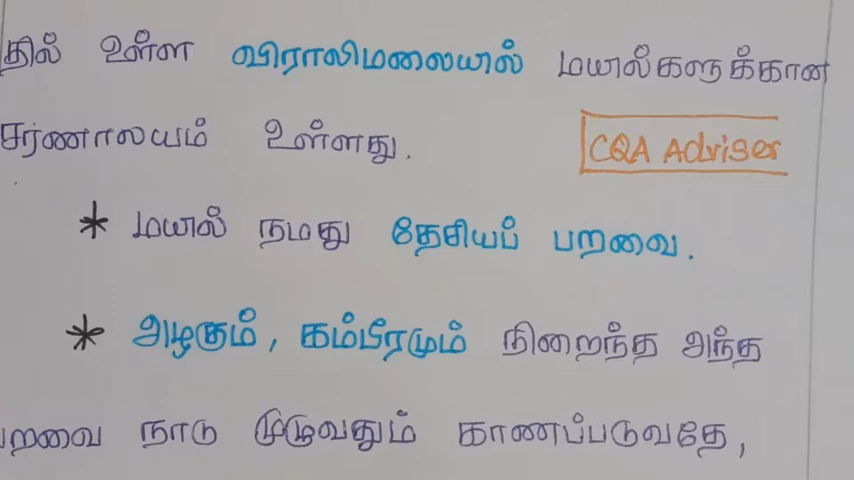 தில் உள்ள விராலிமலையில் மயில்களுக்கான
சர்ணாலயம் உள்ளது.
CQA Adviser
* மயில் நமது தேசியப் பறவை.
* அழகும், கம்பீரமும் நிறைந்த அந்த
பறவை நாடு முழுவதும் காணப்படுவதே,